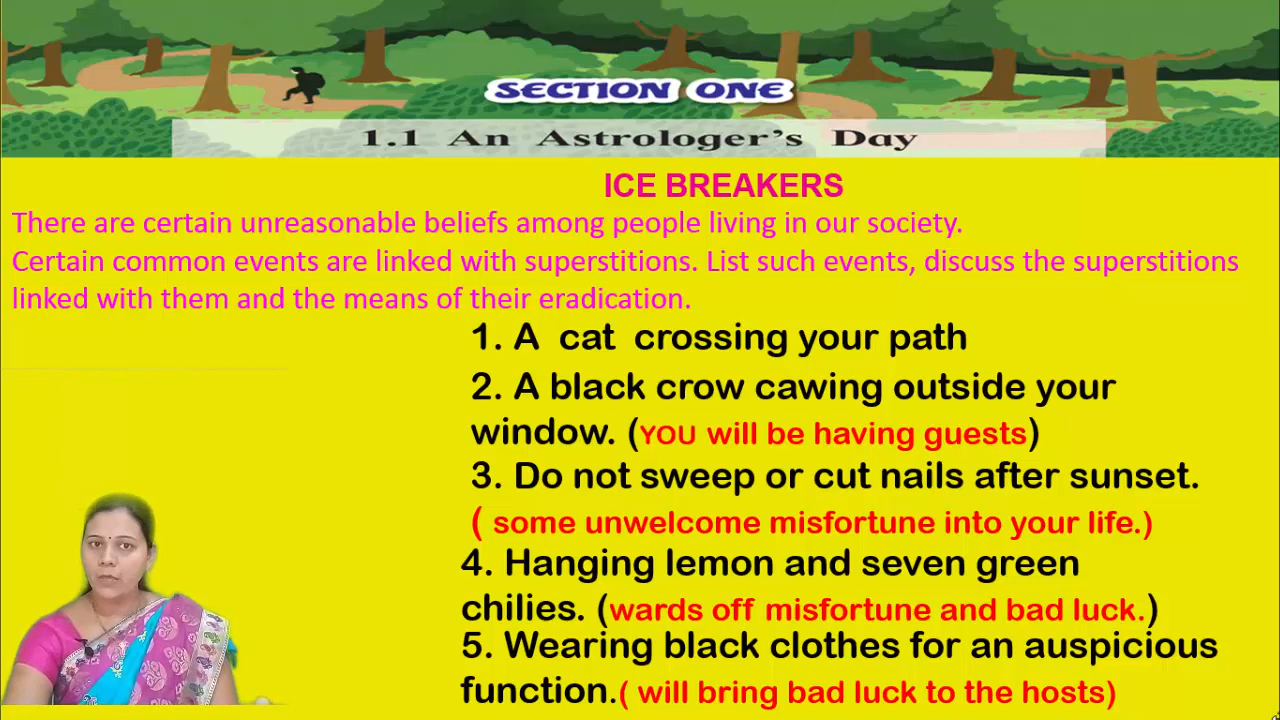 SECTION ONE
1.1 An Astrologer's Day
ICE BREAKERS
There are certain unreasonable beliefs among people living in our society.
Certain common events are linked with superstitions. List such events, discuss the superstitions
linked with them and the means of their eradication.
1. A cat crossing your path
2. A black crow cawing outside your
window. (YOU will be having guests)
3. Do not sweep or cut nails after sunset.
( some unwelcome misfortune into your life.)
4. Hanging lemon and seven green
chilies. (wards off misfortune and bad luck.)
5. Wearing black clothes for an auspicious
function.( will bring bad luck to the hosts)